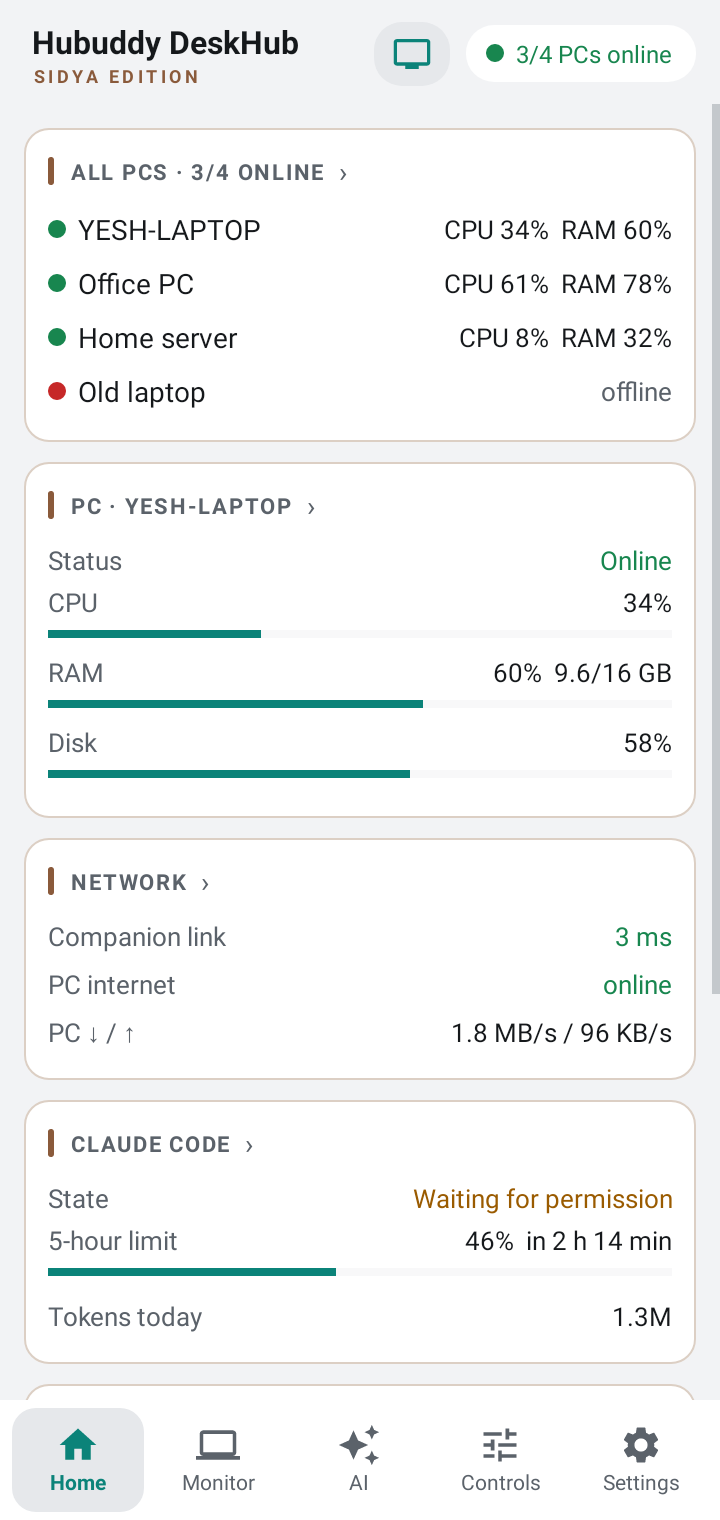 Hubuddy DeskHub
SIDYA EDITION
3/4 PCs online
ALL PCS · 3/4 ONLINE ›
YESH-LAPTOP CPU 34% RAM 60%
Office PC CPU 61% RAM 78%
Home server CPU 8% RAM 32%
Old laptop offline
PC · YESH-LAPTOP ›
Status Online
CPU 34%
RAM 60% 9.6/16 GB
Disk 58%
NETWORK ›
Companion link 3 ms
PC internet online
PC ↓ / ↑ 1.8 MB/s / 96 KB/s
CLAUDE CODE ›
State Waiting for permission
5-hour limit 46% in 2 h 14 min
Tokens today 1.3M
Home Monitor AI Controls Settings